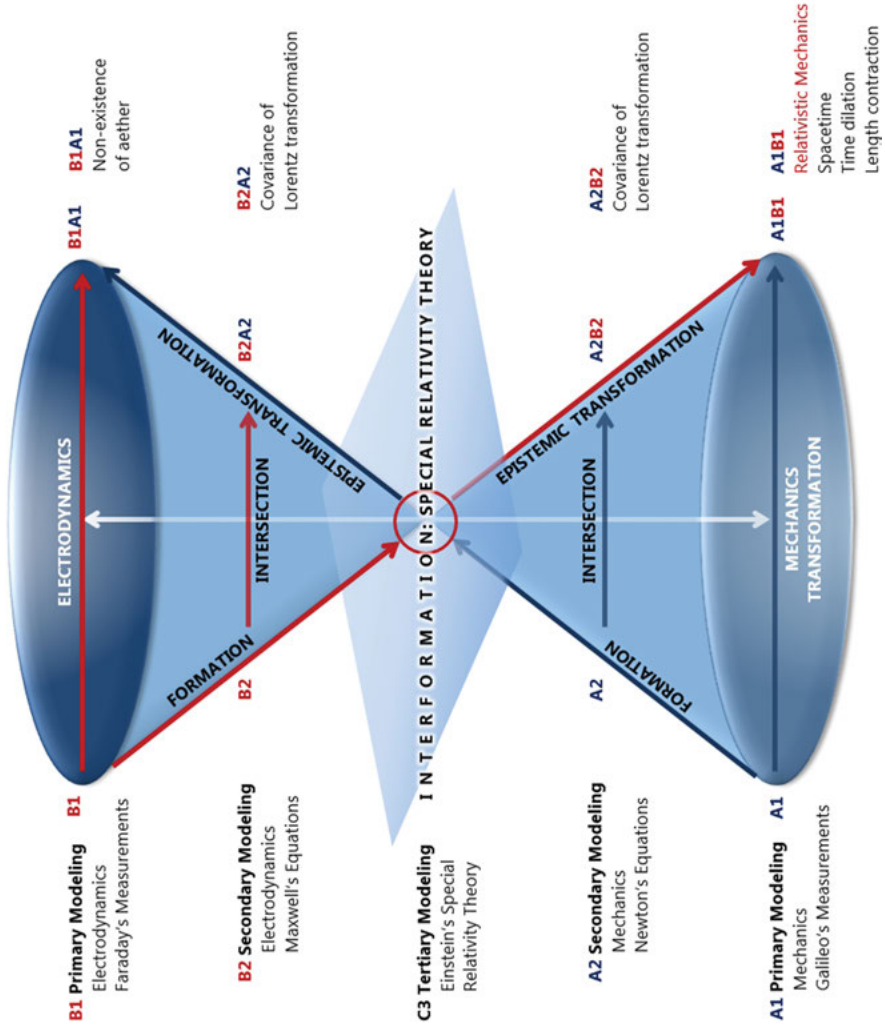 B1 Primary Modeling
Electrodynamics
Faraday's Measurements
B1
ELECTRODYNAMICS
B1A1
B1A1
Non-existence
of aether
FORMATION
EPISTEMIC TRANSFORMATION
B2 Secondary Modeling
Electrodynamics
Maxwell's Equations
B2
INTERSECTION
B2A2
B2A2
Covariance of
Lorentz transformation
C3 Tertiary Modeling
Einstein's Special
Relativity Theory
INTERFORMATION: SPECIAL RELATIVITY THEORY
A2 Secondary Modeling
Mechanics
Newton's Equations
A2
INTERSECTION
A2B2
A2B2
Covariance of
Lorentz transformation
FORMATION
EPISTEMIC TRANSFORMATION
A1 Primary Modeling
Mechanics
Galileo's Measurements
A1
MECHANICS
TRANSFORMATION
A1B1
A1B1
Relativistic Mechanics
Spacetime
Time dilation
Length contraction